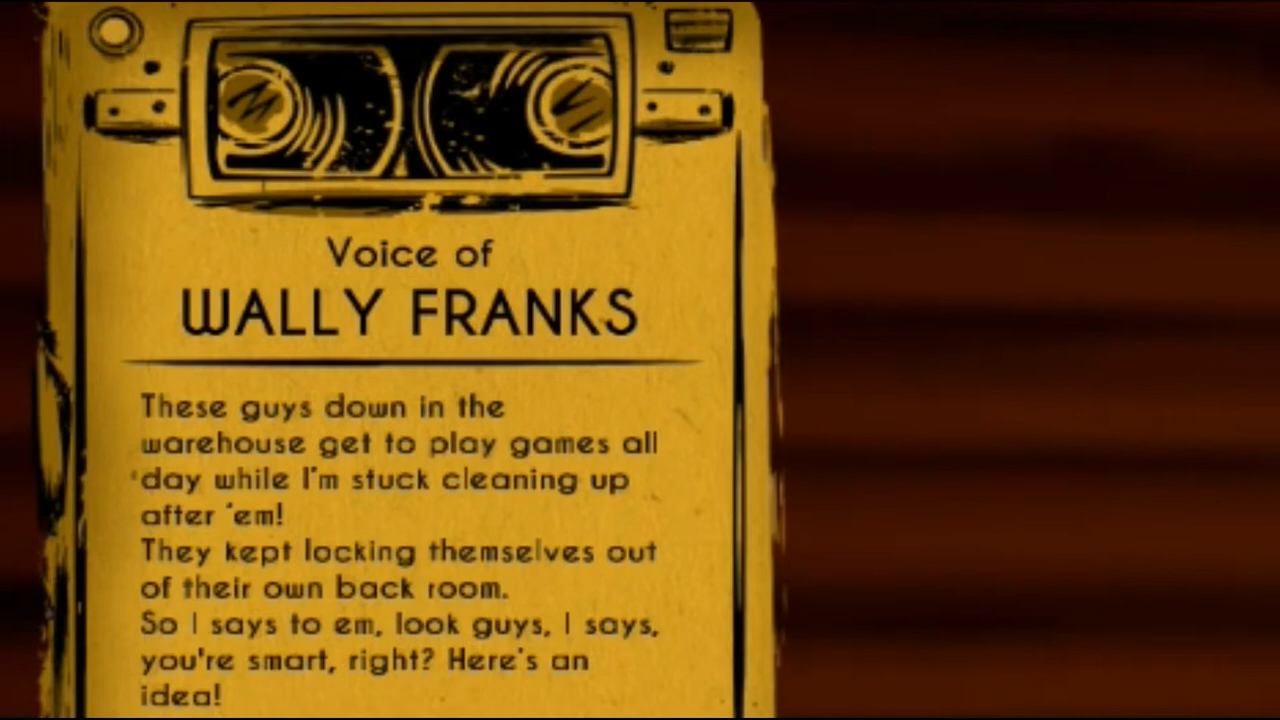 Voice of
WALLY FRANKS
These guys down in the
warehouse get to play games all
day while I'm stuck cleaning up
after 'em!
They kept locking themselves out
of their own back room.
So I says to em, look guys, I says,
you're smart, right? Here's an
idea!